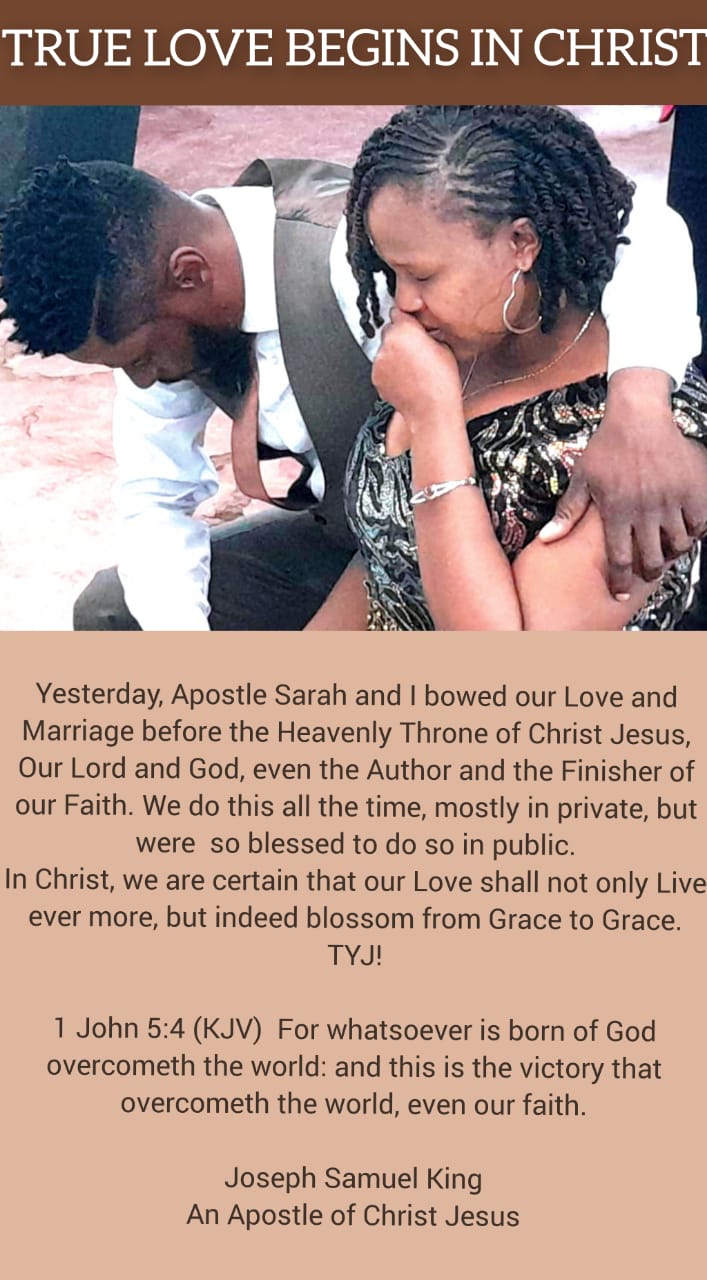 TRUE LOVE BEGINS IN CHRIST
Yesterday, Apostle Sarah and I bowed our Love and
Marriage before the Heavenly Throne of Christ Jesus,
Our Lord and God, even the Author and the Finisher of
our Faith. We do this all the time, mostly in private, but
were  so blessed to do so in public.
In Christ, we are certain that our Love shall not only Live
ever more, but indeed blossom from Grace to Grace.
TYJ!
1 John 5:4 (KJV)  For whatsoever is born of God
overcometh the world: and this is the victory that
overcometh the world, even our faith.
Joseph Samuel King
An Apostle of Christ Jesus